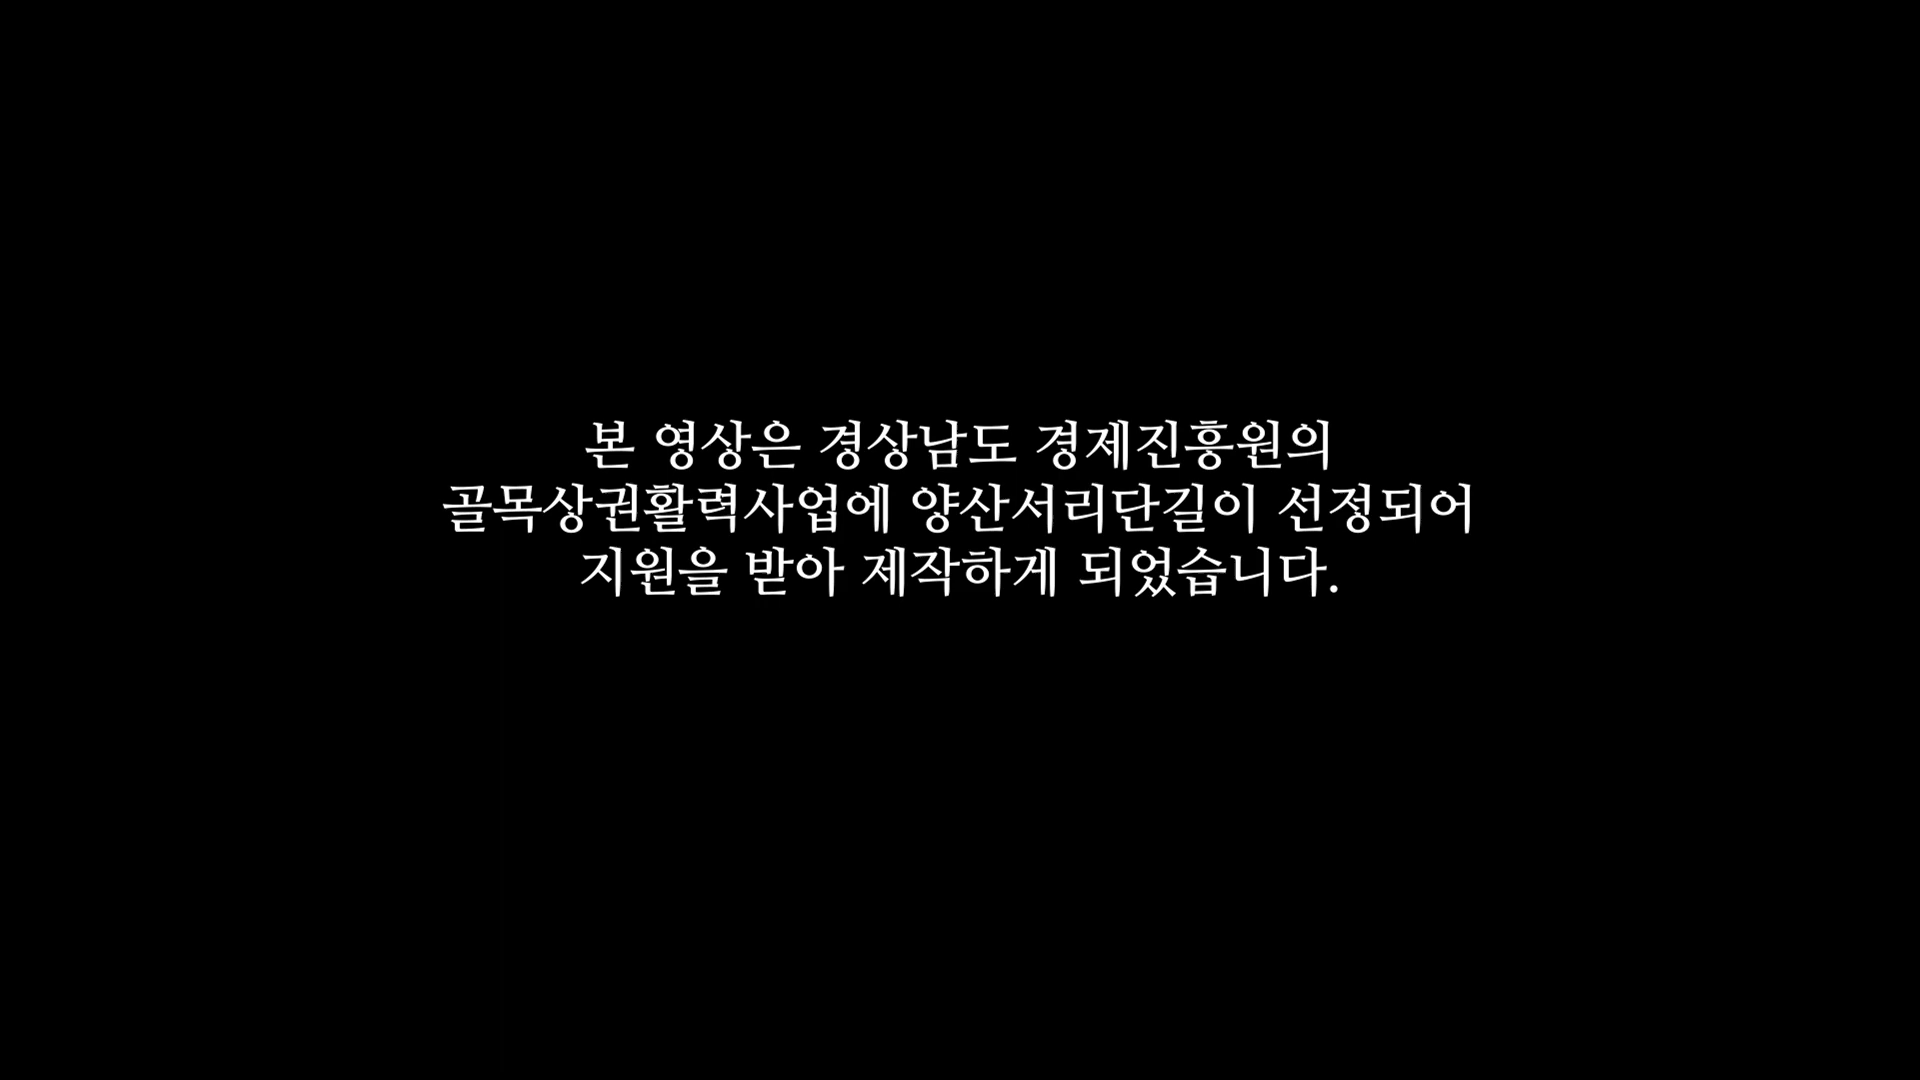 본 영상은 경상남도 경제진흥원의
골목상권활력사업에 양산서리단길이 선정되어
지원을 받아 제작하게 되었습니다.